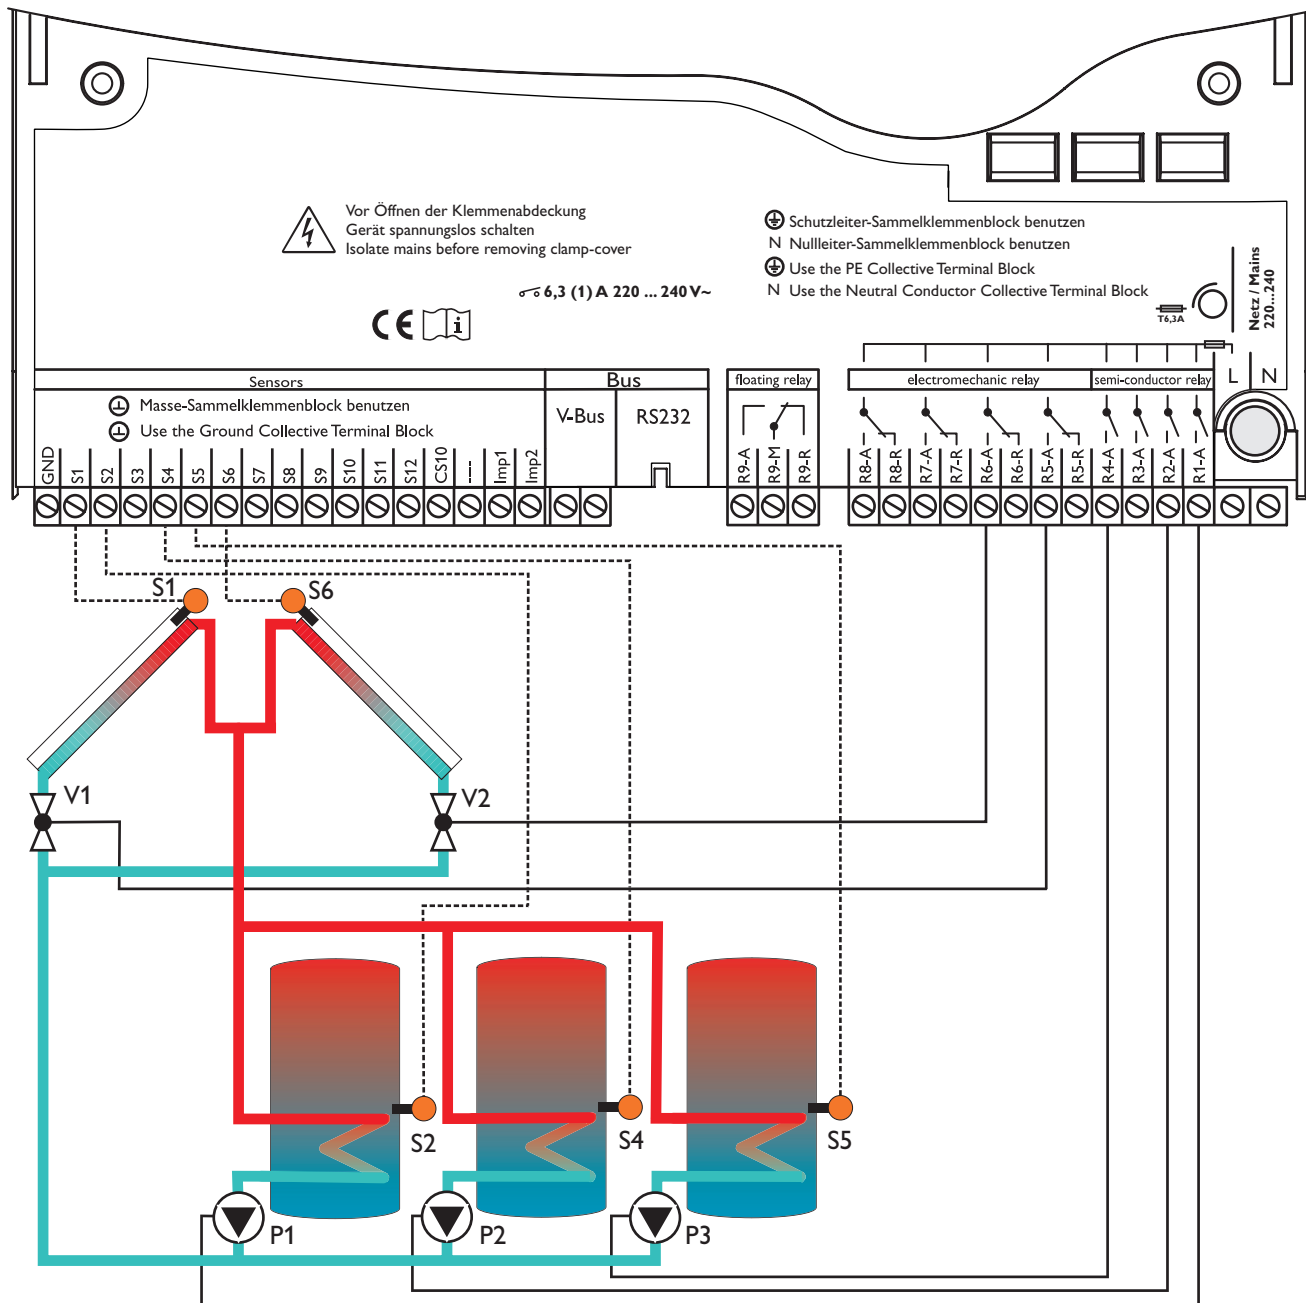 Vor Öffnen der Klemmenabdeckung
Gerät spannungslos schalten
Isolate mains before removing clamp-cover
6,3 (1) A 220 ... 240 V~
CE
i
Schutzleiter-Sammelklemmenblock benutzen
N Nullleiter-Sammelklemmenblock benutzen
Use the PE Collective Terminal Block
N Use the Neutral Conductor Collective Terminal Block
T6,3A
Netz / Mains
220...240
Sensors
Bus
floating relay
electromechanic relay
semi-conductor relay
L
N
Masse-Sammelklemmenblock benutzen
Use the Ground Collective Terminal Block
V-Bus
RS232
GND
S1
S2
S3
S4
S5
S6
S7
S8
S9
S10
S11
S12
CS10
---
Imp1
Imp2
R9-A
R9-M
R9-R
R8-A
R8-R
R7-A
R7-R
R6-A
R6-R
R5-A
R5-R
R4-A
R3-A
R2-A
R1-A
S1
S6
V1
V2
S2
S4
S5
P1
P2
P3